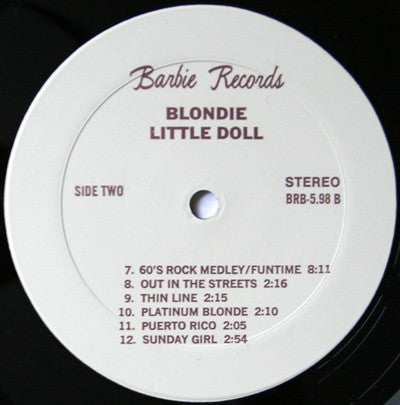 Barbie Records
BLONDIE
LITTLE DOLL
SIDE TWO
STEREO
BRB-5.98 B
7. 60'S ROCK MEDLEY/FUNTIME 8:11
8. OUT IN THE STREETS 2:16
9. THIN LINE 2:15
10. PLATINUM BLONDE 2:10
11. PUERTO RICO 2:05
12. SUNDAY GIRL 2:54